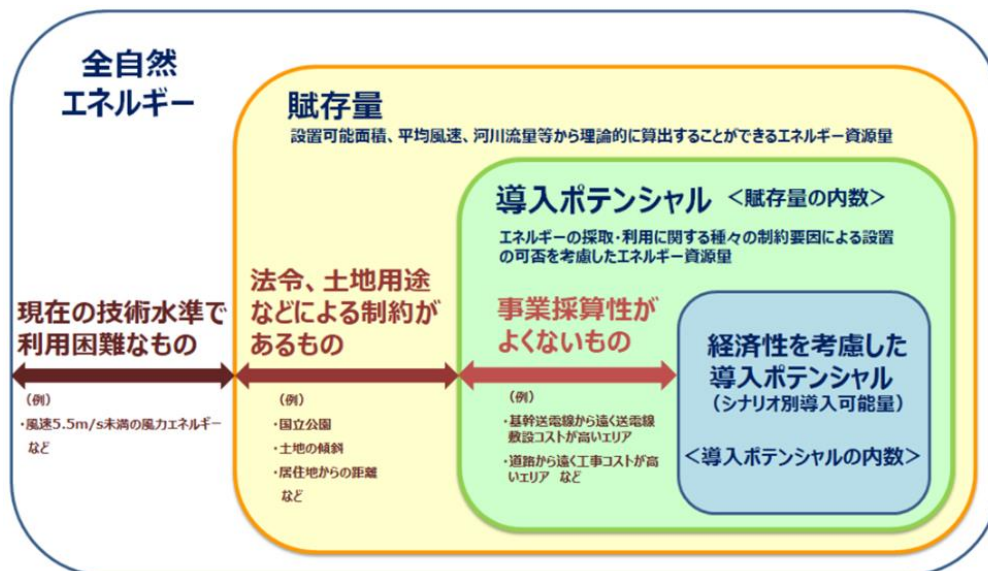 全自然
エネルギー
賦存量
設置可能面積、平均風速、河川流量等から理論的に算出することができるエネルギー資源量
導入ポテンシャル <賦存量の内数>
エネルギーの採取・利用に関する種々の制約要因による設置
の可否を考慮したエネルギー資源量
現在の技術水準で
利用困難なもの
(例)
・風速5.5m/s未満の風力エネルギー
など
法令、土地用途
などによる制約が
あるもの
(例)
・国立公園
・土地の傾斜
・居住地からの距離
など
事業採算性が
よくないもの
(例)
・基幹送電線から遠く送電線
敷設コストが高いエリア
・道路から遠く工事コストが高
いエリア など
経済性を考慮した
導入ポテンシャル
(シナリオ別導入可能量)
<導入ポテンシャルの内数>